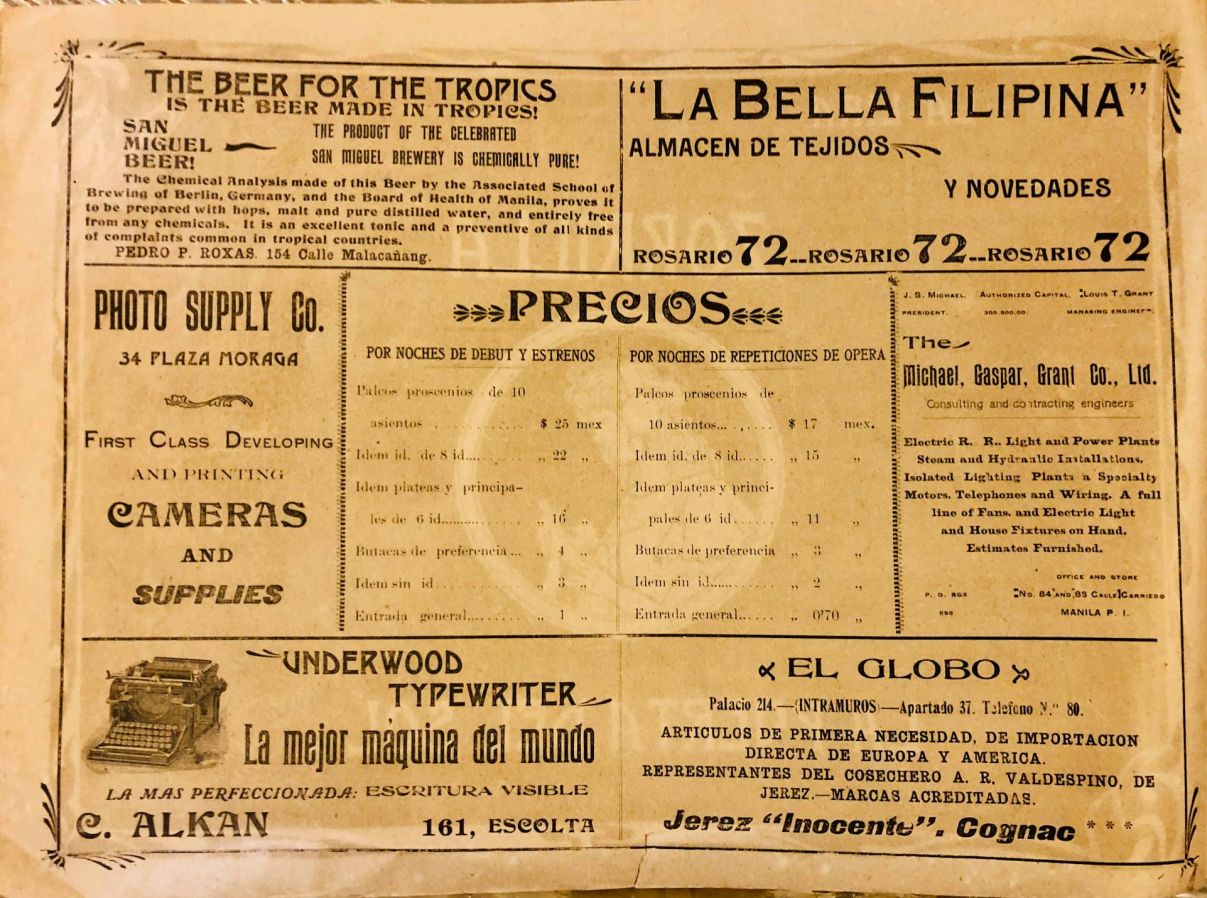 THE BEER FOR THE TROPICS
IS THE BEER MADE IN TROPICS!
SAN
MIGUEL
BEER!
THE PRODUCT OF THE CELEBRATED
SAN MIGUEL BREWERY IS CHEMICALLY PURE!
The Chemical Analysis made of this Beer by the Associated School of
Brewing of Berlin, Germany, and the Board of Health of Manila, proves it
to be prepared with hops, malt and pure distilled water, and entirely free
from any chemicals. It is an excellent tonic and a preventive of all kinds
of complaints common in tropical countries.
PEDRO P. ROXAS. 154 Calle Malacañang.
"LA BELLA FILIPINA"
ALMACEN DE TEJIDOS
Y NOVEDADES
ROSARIO 72--ROSARIO 72--ROSARIO 72
PHOTO SUPPLY Co.
34 PLAZA MORAGA
FIRST CLASS DEVELOPING
AND PRINTING
CAMERAS
AND
SUPPLIES
PRECIOS
POR NOCHES DE DEBUT Y ESTRENOS
Palcos proscenios de 10
asientos ............ $ 25 mex
Idem id. de 8 id.......... ,, 22 ,,
Idem plateas y principa-
les de 6 id............... ,, 16 ,,
Butacas de preferencia... ,, 4 ,,
Idem sin id.............. ,, 3 ,,
Entrada general......... ,, 1 ,,
POR NOCHES DE REPETICIONES DE OPERA
Palcos proscenios de
10 asientos... ...... $ 17 mex.
Idem id. de 8 id......... ,, 15 ,,
Idem plateas y princi-
pales de 6 id....... ,, 11 ,,
Butacas de preferencia ,, 3 ,,
Idem sin id............ ,, 2 ,,
Entrada general....... ,, 0'70 ,,
J. S. MICHAEL. AUTHORIZED CAPITAL. LOUIS T. GRANT
PRESIDENT. 300.000.00. MANAGING ENGINEER.
The
Michael, Gaspar, Grant Co., Ltd.
Consulting and contracting engineers
Electric R. R., Light and Power Plants
Steam and Hydraulic Installations,
Isolated Lighting Plants a Specialty
Motors, Telephones and Wiring. A full
line of Fans, and Electric Light
and House Fixtures on Hand.
Estimates Furnished.
OFFICE AND STORE
P. O. BOX No. 84 AND 85 CALLE CARRIEDO
MANILA P. I.
UNDERWOOD
TYPEWRITER
La mejor máquina del mundo
LA MAS PERFECCIONADA: ESCRITURA VISIBLE
C. ALKAN 161, ESCOLTA
EL GLOBO
Palacio 214.—(INTRAMUROS)—Apartado 37. Telefono N.º 80.
ARTICULOS DE PRIMERA NECESIDAD, DE IMPORTACION
DIRECTA DE EUROPA Y AMERICA.
REPRESENTANTES DEL COSECHERO A. R. VALDESPINO, DE
JEREZ.—MARCAS ACREDITADAS.
Jerez "Inocente". Cognac * * *